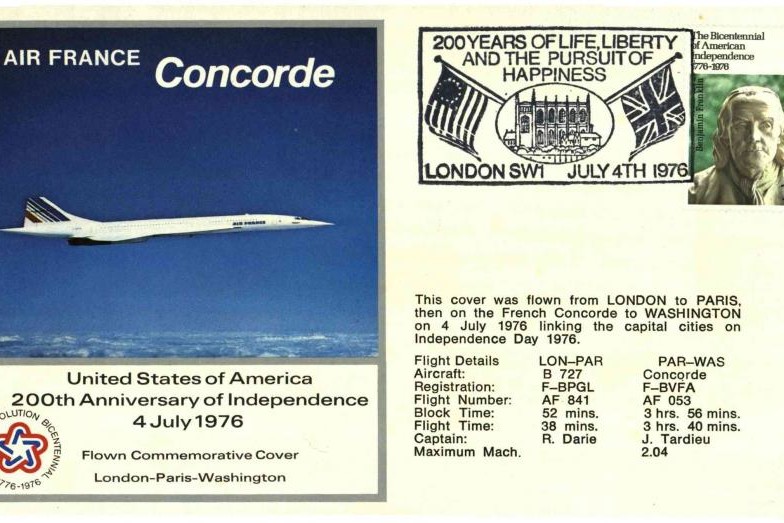 AIR FRANCE
Concorde
AIR FRANCE
United States of America
200th Anniversary of Independence
4 July 1976
Flown Commemorative Cover
London-Paris-Washington
OLUTION BICENTENNIAL
776-1976
200 YEARS OF LIFE, LIBERTY
AND THE PURSUIT OF
HAPPINESS
LONDON SW1 JULY 4TH 1976
The Bicentennial
of American
Independence
1776-1976
Benjamin Franklin
This cover was flown from LONDON to PARIS,
then on the French Concorde to WASHINGTON
on 4 July 1976 linking the capital cities on
Independence Day 1976.
Flight Details LON–PAR PAR–WAS
Aircraft: B 727 Concorde
Registration: F–BPGL F–BVFA
Flight Number: AF 841 AF 053
Block Time: 52 mins. 3 hrs. 56 mins.
Flight Time: 38 mins. 3 hrs. 40 mins.
Captain: R. Darie J. Tardieu
Maximum Mach. 2.04